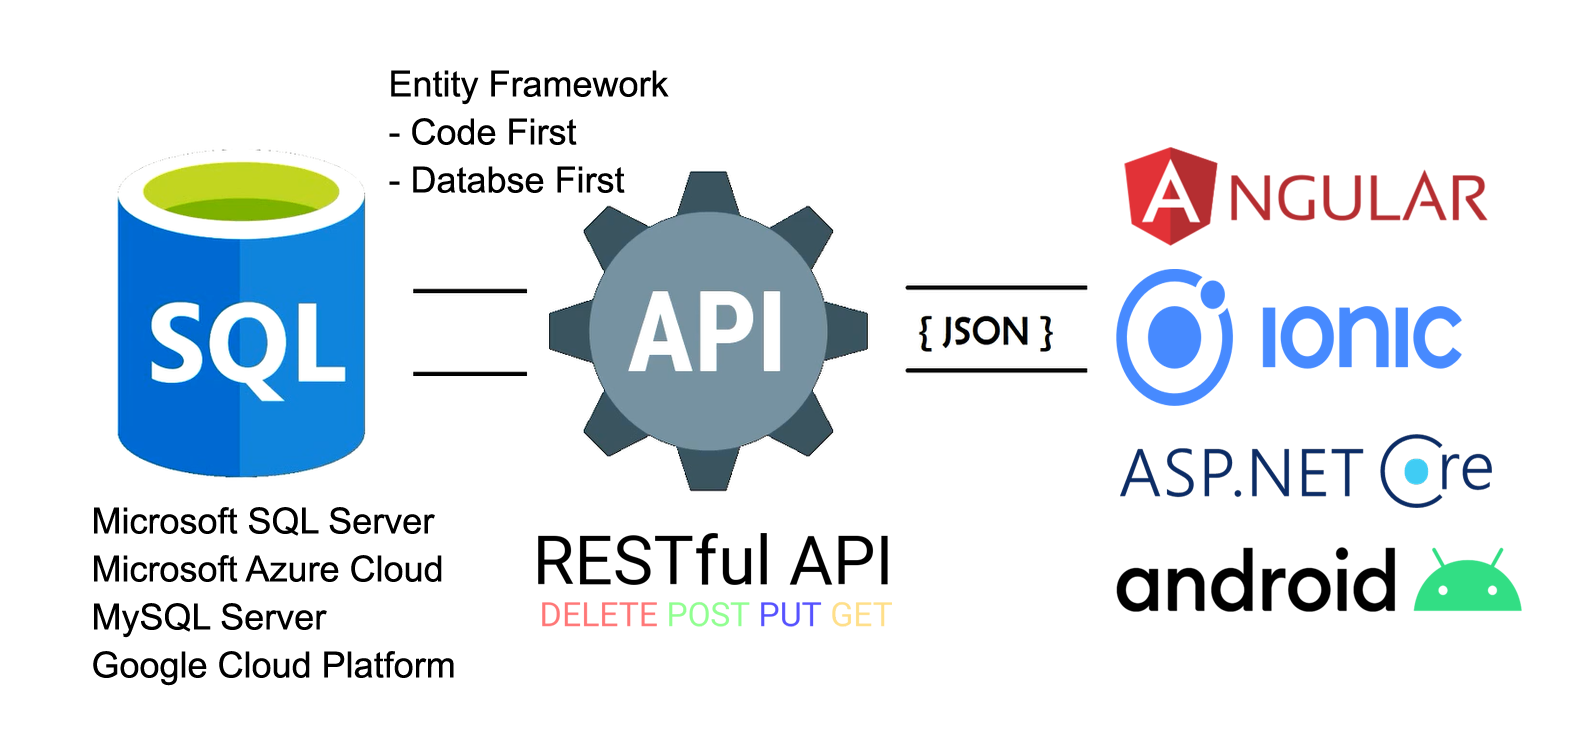 Entity Framework
- Code First
- Databse First
SQL
Microsoft SQL Server
Microsoft Azure Cloud
MySQL Server
Google Cloud Platform
API
RESTful API
DELETE POST PUT GET
{ JSON }
ANGULAR
ionic
ASP.NET Core
android